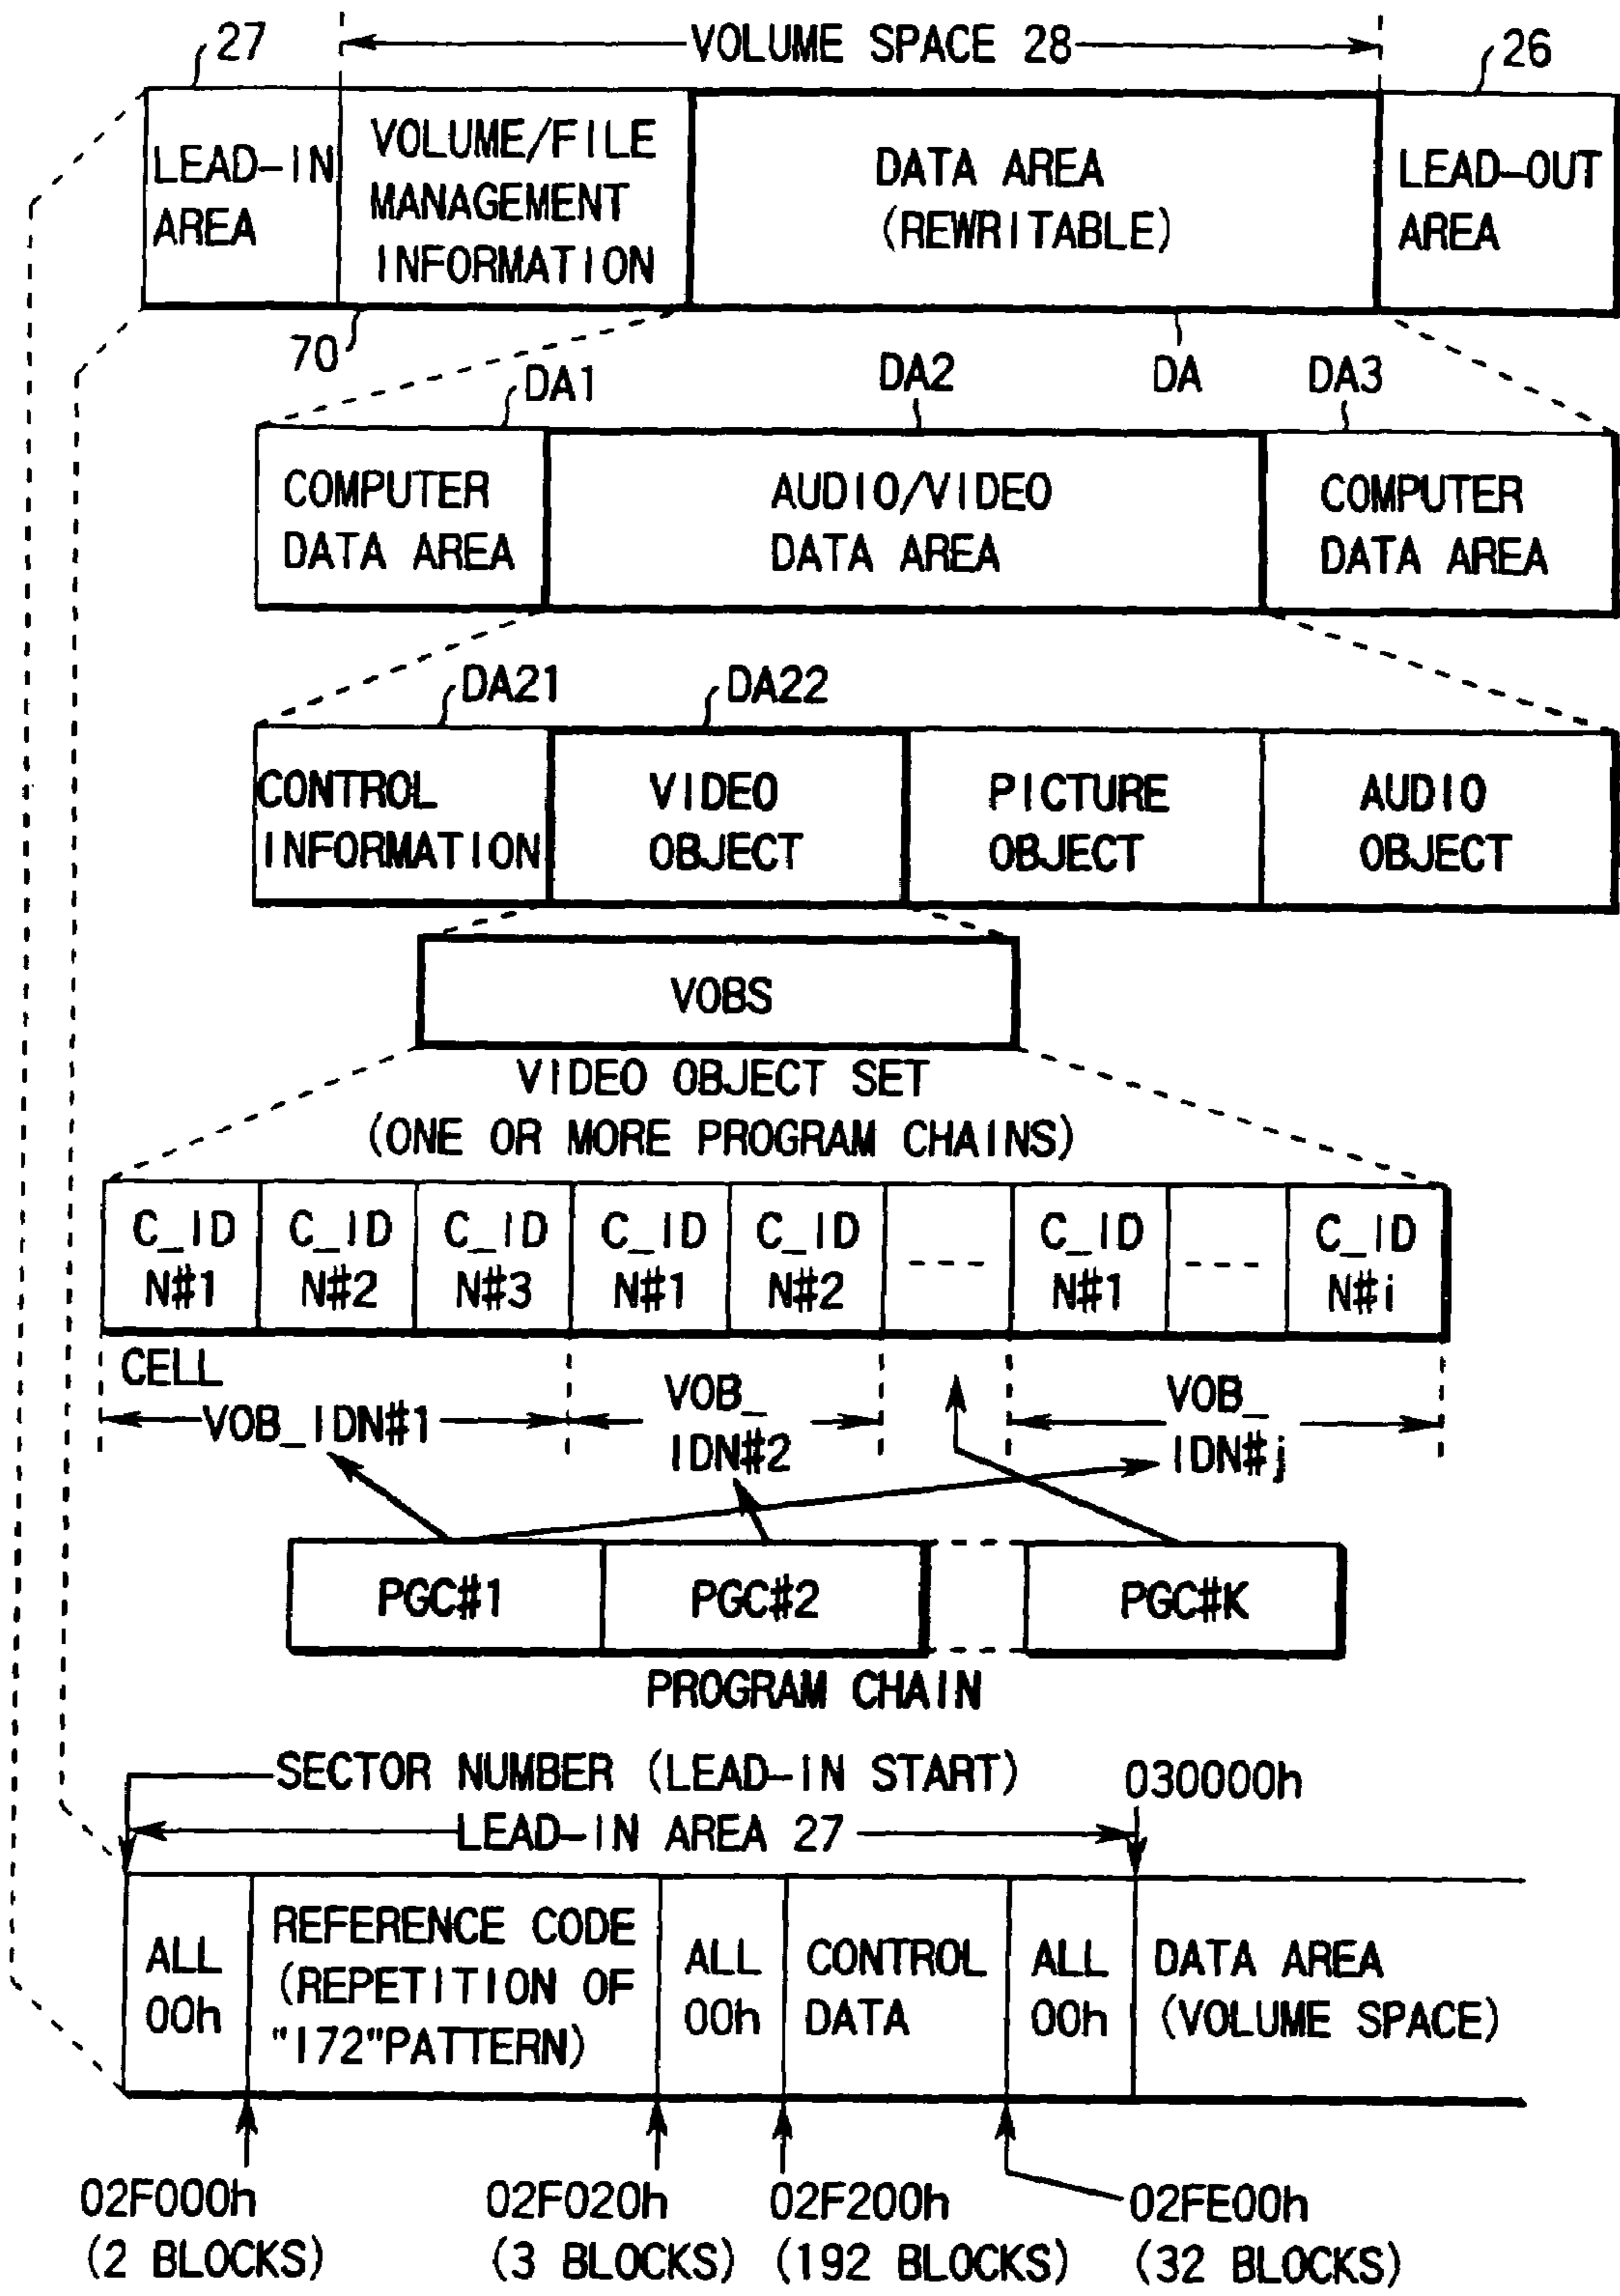 27
VOLUME SPACE 28
26
LEAD-IN
AREA
VOLUME/FILE
MANAGEMENT
INFORMATION
DATA AREA
(REWRITABLE)
LEAD-OUT
AREA
70
DA1
DA2
DA
DA3
COMPUTER
DATA AREA
AUDIO/VIDEO
DATA AREA
COMPUTER
DATA AREA
DA21
DA22
CONTROL
INFORMATION
VIDEO
OBJECT
PICTURE
OBJECT
AUDIO
OBJECT
VOBS
VIDEO OBJECT SET
(ONE OR MORE PROGRAM CHAINS)
C_ID
N#1
C_ID
N#2
C_ID
N#3
C_ID
N#1
C_ID
N#2
----
C_ID
N#1
----
C_ID
N#i
CELL
VOB_IDN#1
VOB_
IDN#2
VOB_
IDN#j
PGC#1
PGC#2
PGC#K
PROGRAM CHAIN
SECTOR NUMBER (LEAD-IN START)
030000h
LEAD-IN AREA 27
ALL
00h
REFERENCE CODE
(REPETITION OF
"172"PATTERN)
ALL
00h
CONTROL
DATA
ALL
00h
DATA AREA
(VOLUME SPACE)
02F000h
(2 BLOCKS)
02F020h
(3 BLOCKS)
02F200h
(192 BLOCKS)
02FE00h
(32 BLOCKS)